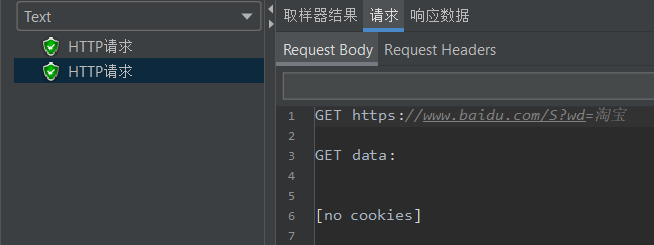 Text
HTTP请求
HTTP请求
取样器结果 请求 响应数据
Request Body Request Headers
1 GET https://www.baidu.com/S?wd=淘宝
2
3 GET data:
4
5
6 [no cookies]
7